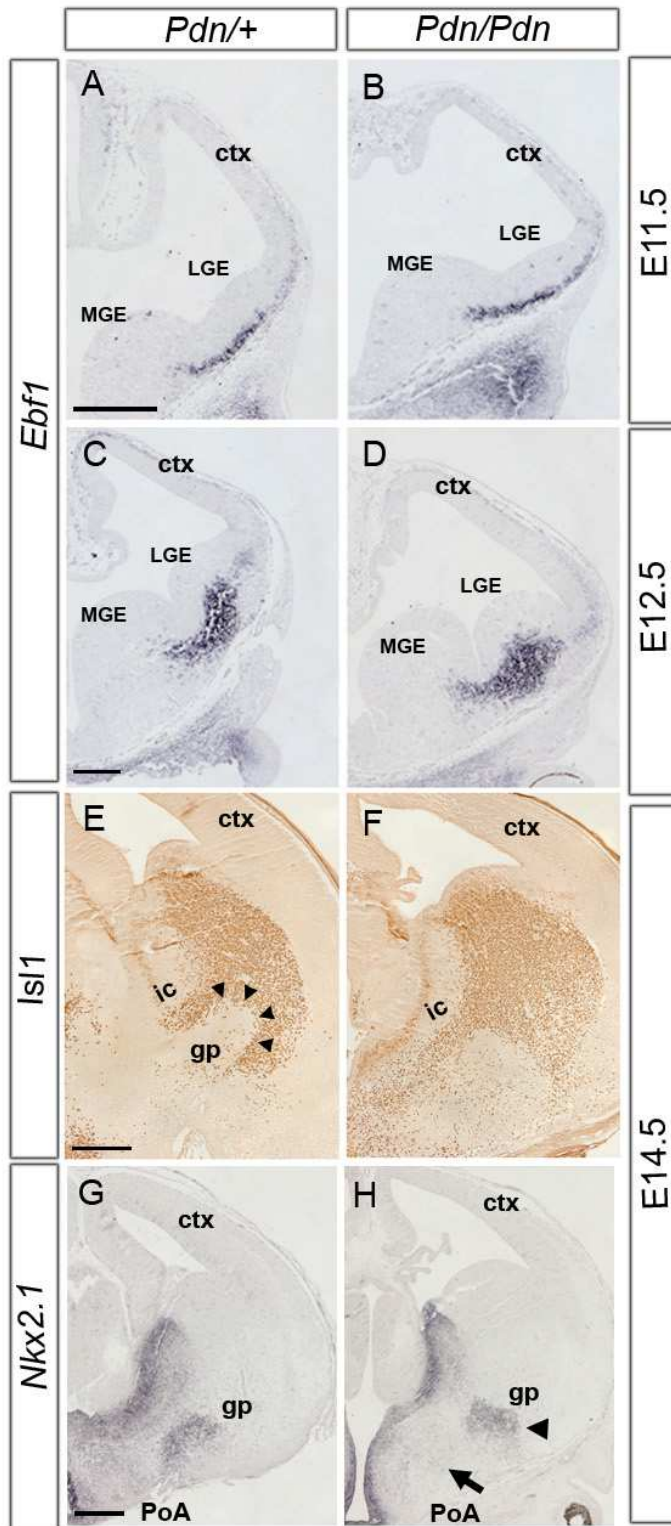 Pdn/+ Pdn/Pdn
A B
ctx ctx
LGE LGE
MGE MGE
E11.5
Ebf1
C D
ctx ctx
LGE LGE
MGE MGE
E12.5
E F
ctx ctx
ic ic
gp
Isl1
E14.5
G H
ctx ctx
gp gp
PoA PoA
Nkx2.1